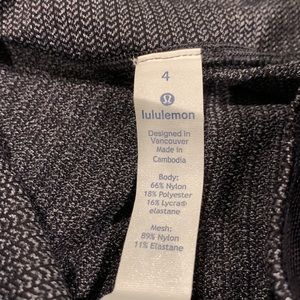 4
lululemon
Designed in
Vancouver
Made in
Cambodia
Body:
66% Nylon
18% Polyester
16% Lycra®
elastane
Mesh:
89% Nylon
11% Elastane